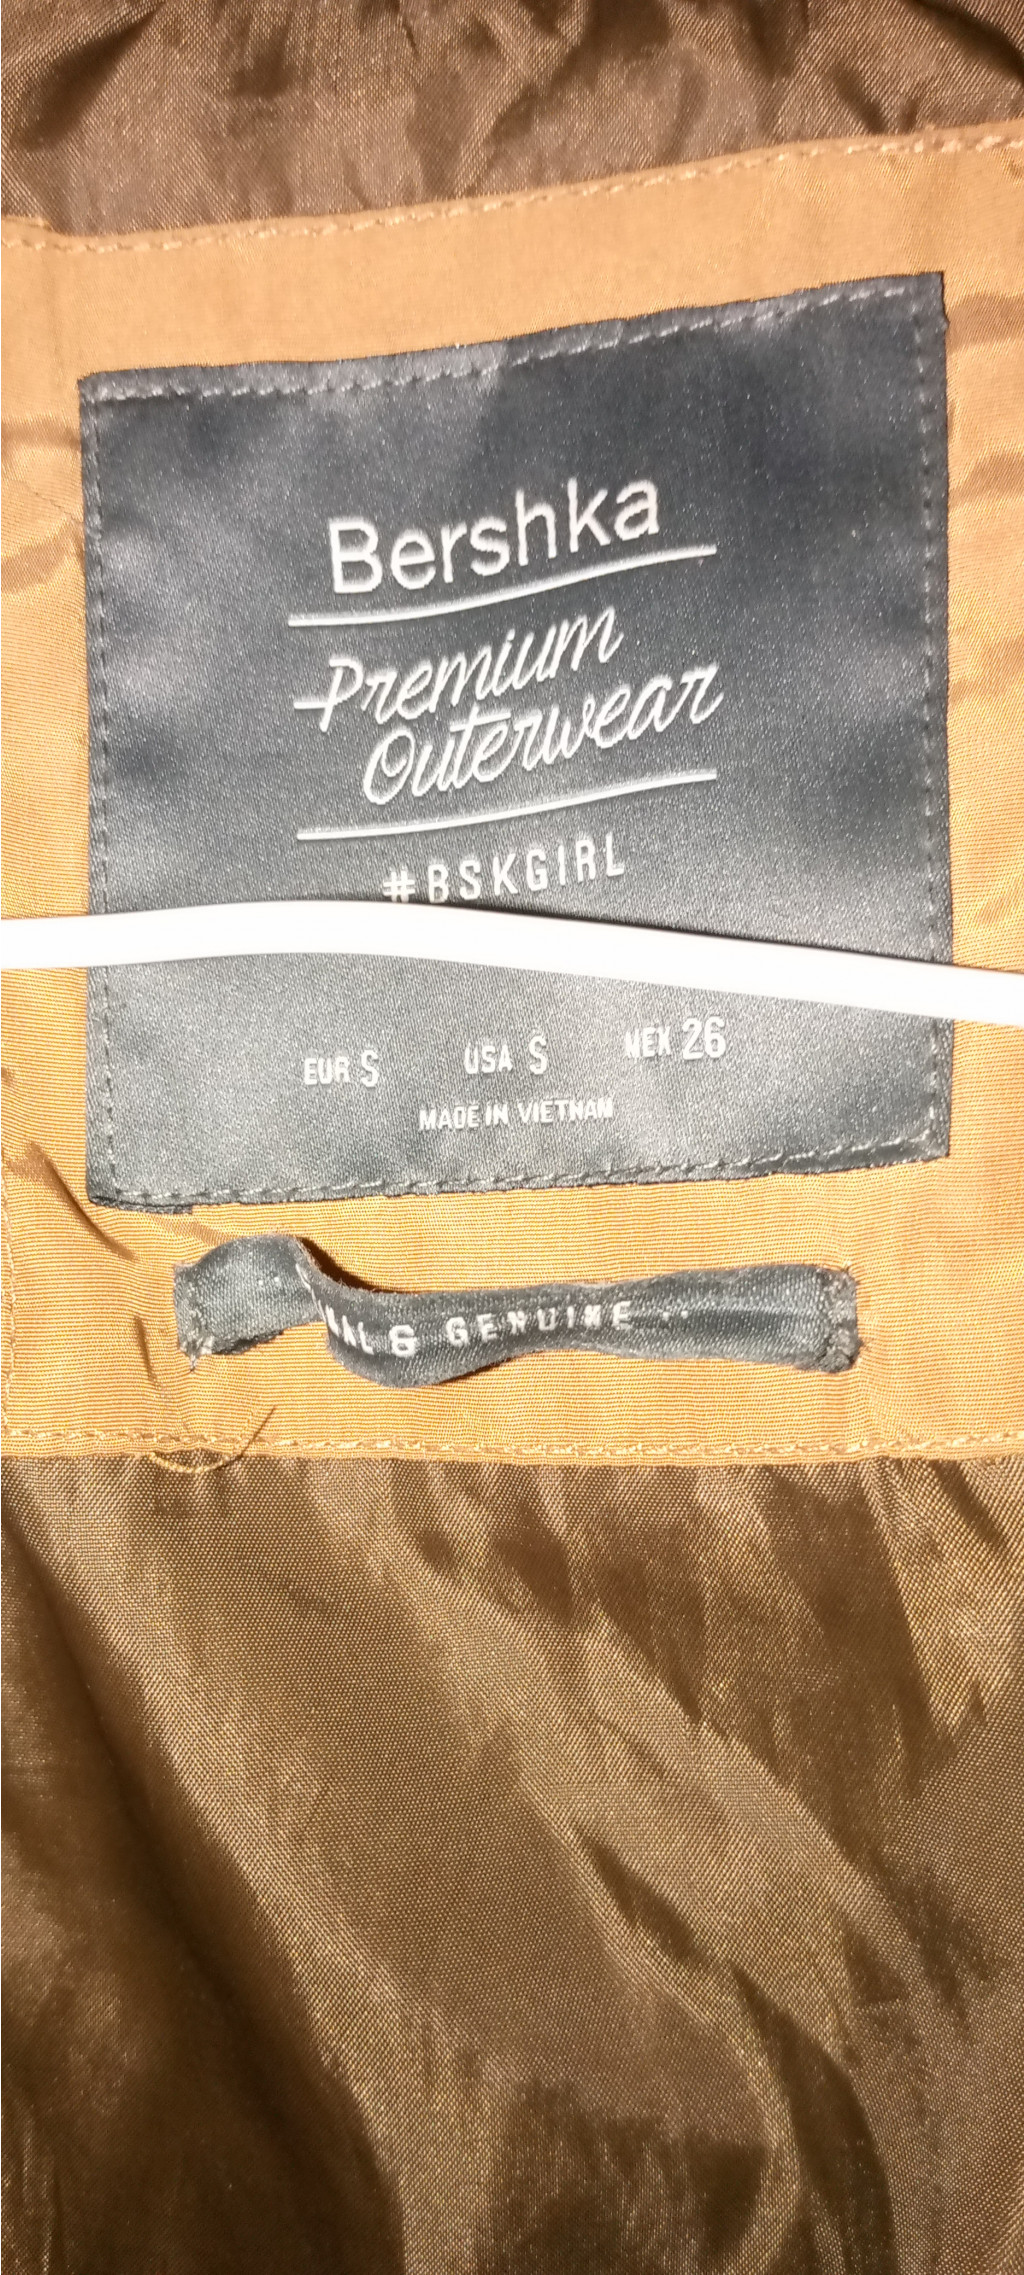 Bershka
Premium
Outerwear
#BSKGIRL
EUR S USA S MEX 26
MADE IN VIETNAM
& GENUINE